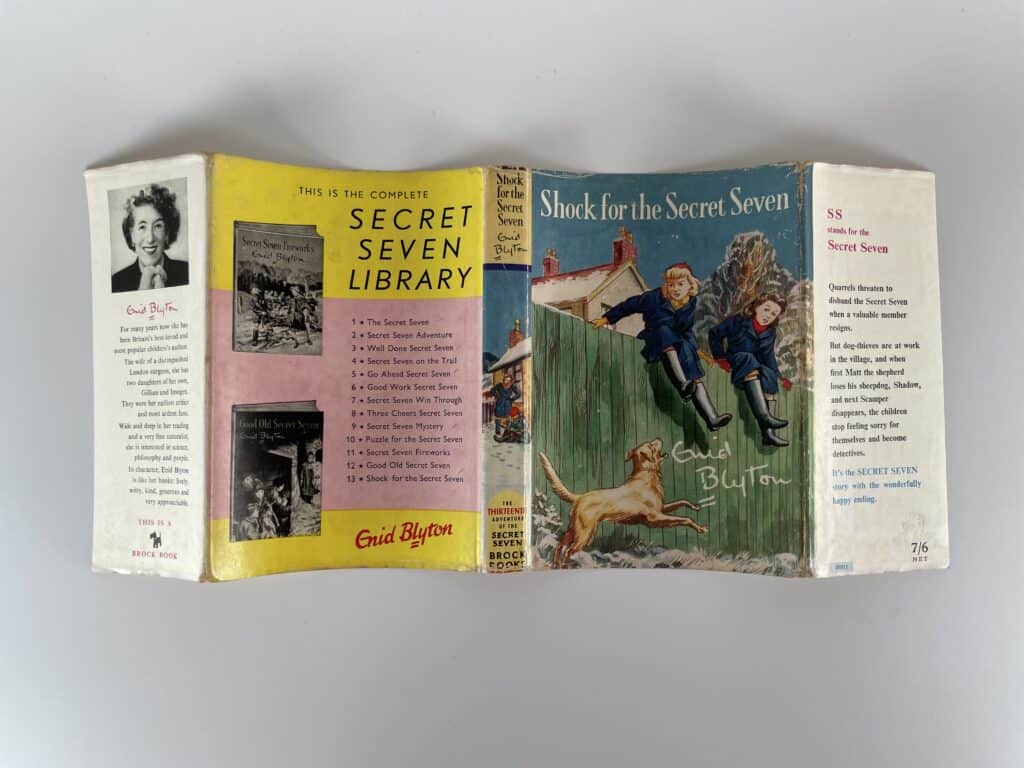 Enid Blyton
For many years now she has
been Britain's best-loved and
most popular children's author.
The wife of a distinguished
London surgeon, she has
two daughters of her own,
Gillian and Imogen.
They were her earliest critics
and most ardent fans.
Wide and deep in her reading
and a very fine naturalist,
she is interested in science,
philosophy and people.
In character, Enid Blyton
is like her books: lively,
witty, kind, generous and
very approachable.
THIS IS A
BROCK BOOK
THIS IS THE COMPLETE
SECRET
SEVEN
LIBRARY
Secret Seven Fireworks
Enid Blyton
Good Old Secret Seven
Enid Blyton
1 ★ The Secret Seven
2 ★ Secret Seven Adventure
3 ★ Well Done Secret Seven
4 ★ Secret Seven on the Trail
5 ★ Go Ahead Secret Seven
6 ★ Good Work Secret Seven
7 ★ Secret Seven Win Through
8 ★ Three Cheers Secret Seven
9 ★ Secret Seven Mystery
10 ★ Puzzle for the Secret Seven
11 ★ Secret Seven Fireworks
12 ★ Good Old Secret Seven
13 ★ Shock for the Secret Seven
Enid Blyton
Shock
for the
Secret
Seven
Enid
Blyton
THE
THIRTEENTH
ADVENTURE
OF THE
SECRET
SEVEN
BROCK
BOOKS
Shock for the Secret Seven
Enid
Blyton
SS
stands for the
Secret Seven
Quarrels threaten to
disband the Secret Seven
when a valuable member
resigns.
But dog-thieves are at work
in the village, and when
first Matt the shepherd
loses his sheepdog, Shadow,
and next Scamper
disappears, the children
stop feeling sorry for
themselves and become
detectives.
It's the SECRET SEVEN
story with the wonderfully
happy ending.
7/6
NET